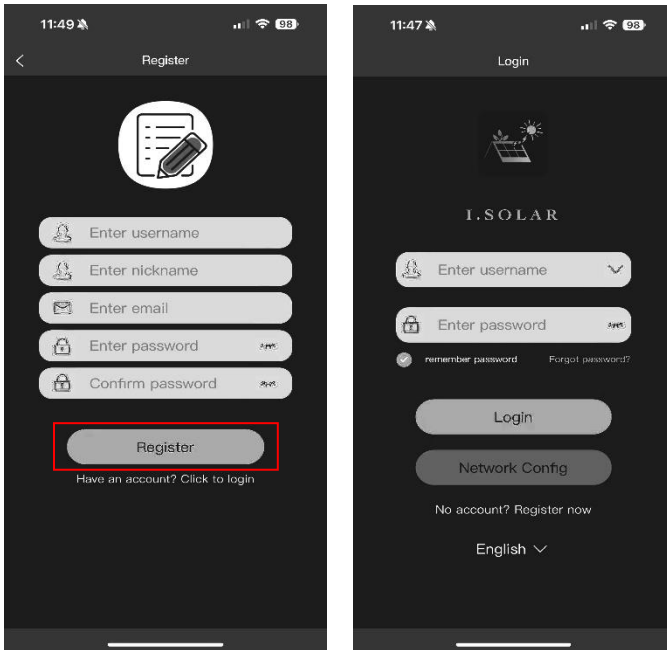 11:49
98
Register
Enter username
Enter nickname
Enter email
Enter password
Confirm password
Register
Have an account? Click to login
11:47
98
Login
I.SOLAR
Enter username
Enter password
remember password Forgot password?
Login
Network Config
No account? Register now
English